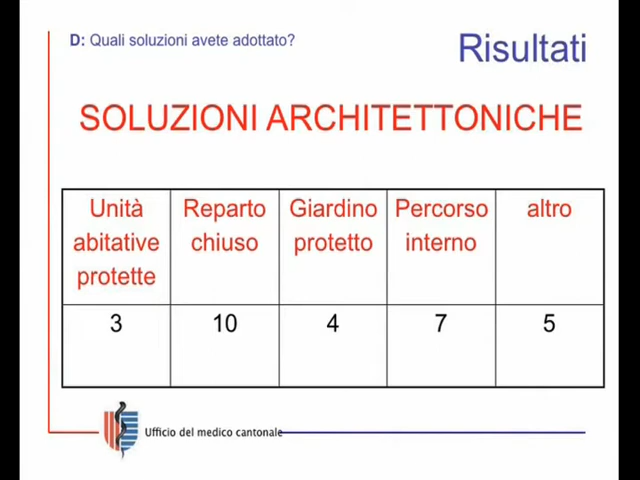 D: Quali soluzioni avete adottato?
Risultati
SOLUZIONI ARCHITETTONICHE
Unità abitative protette
Reparto chiuso
Giardino protetto
Percorso interno
altro
3
10
4
7
5
Ufficio del medico cantonale